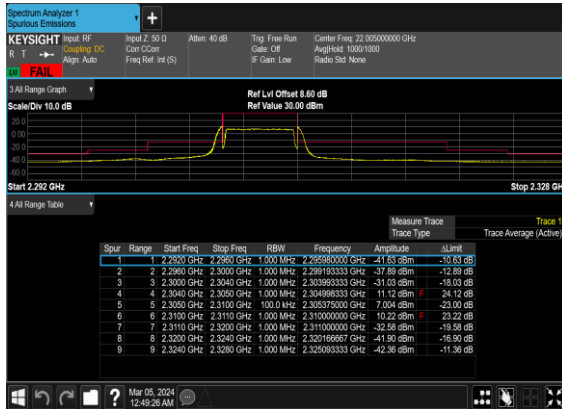 Spectrum Analyzer 1
Spurious Emissions
KEYSIGHT Input: RF Input Z: 50 Ω Atten: 40 dB Trig: Free Run Center Freq: 22.005000000 GHz
R T Coupling: DC Corr CCorr Gate: Off Avg|Hold: 1000/1000
Align: Auto Freq Ref: Int (S) IF Gain: Low Radio Std: None
FAIL
3 All Range Graph
Ref Lvl Offset 8.60 dB
Scale/Div 10.0 dB Ref Value 30.00 dBm
20.0
0.00
-20.0
-40.0
-60.0
Start 2.292 GHz Stop 2.328 GH
4 All Range Table
Measure Trace Trace 1
Trace Type Trace Average (Active)
Spur Range Start Freq Stop Freq RBW Frequency Amplitude ΔLimit
1 1 2.2920 GHz 2.2960 GHz 1.000 MHz 2.295980000 GHz -41.63 dBm -10.63 dB
2 2 2.2960 GHz 2.3000 GHz 1.000 MHz 2.299193333 GHz -37.89 dBm -12.89 dB
3 3 2.3000 GHz 2.3040 GHz 1.000 MHz 2.303993333 GHz -31.03 dBm -18.03 dB
4 4 2.3040 GHz 2.3050 GHz 1.000 MHz 2.304998333 GHz 11.12 dBm F 24.12 dB
5 5 2.3050 GHz 2.3100 GHz 100.0 kHz 2.305375000 GHz 7.004 dBm -23.00 dB
6 6 2.3100 GHz 2.3110 GHz 1.000 MHz 2.310000000 GHz 10.22 dBm F 23.22 dB
7 7 2.3110 GHz 2.3200 GHz 1.000 MHz 2.311000000 GHz -32.58 dBm -19.58 dB
8 8 2.3200 GHz 2.3240 GHz 1.000 MHz 2.320166667 GHz -41.90 dBm -16.90 dB
9 9 2.3240 GHz 2.3280 GHz 1.000 MHz 2.325093333 GHz -42.36 dBm -11.36 dB
Mar 05, 2024
12:49:26 AM